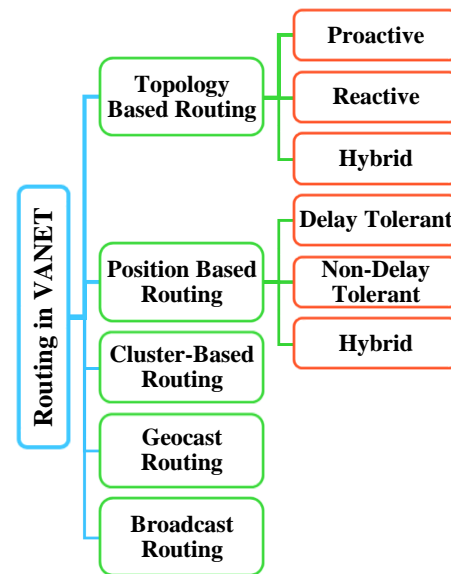 Routing in VANET
Topology
Based Routing
Proactive
Reactive
Hybrid
Position Based
Routing
Delay Tolerant
Non-Delay
Tolerant
Hybrid
Cluster-Based
Routing
Geocast
Routing
Broadcast
Routing